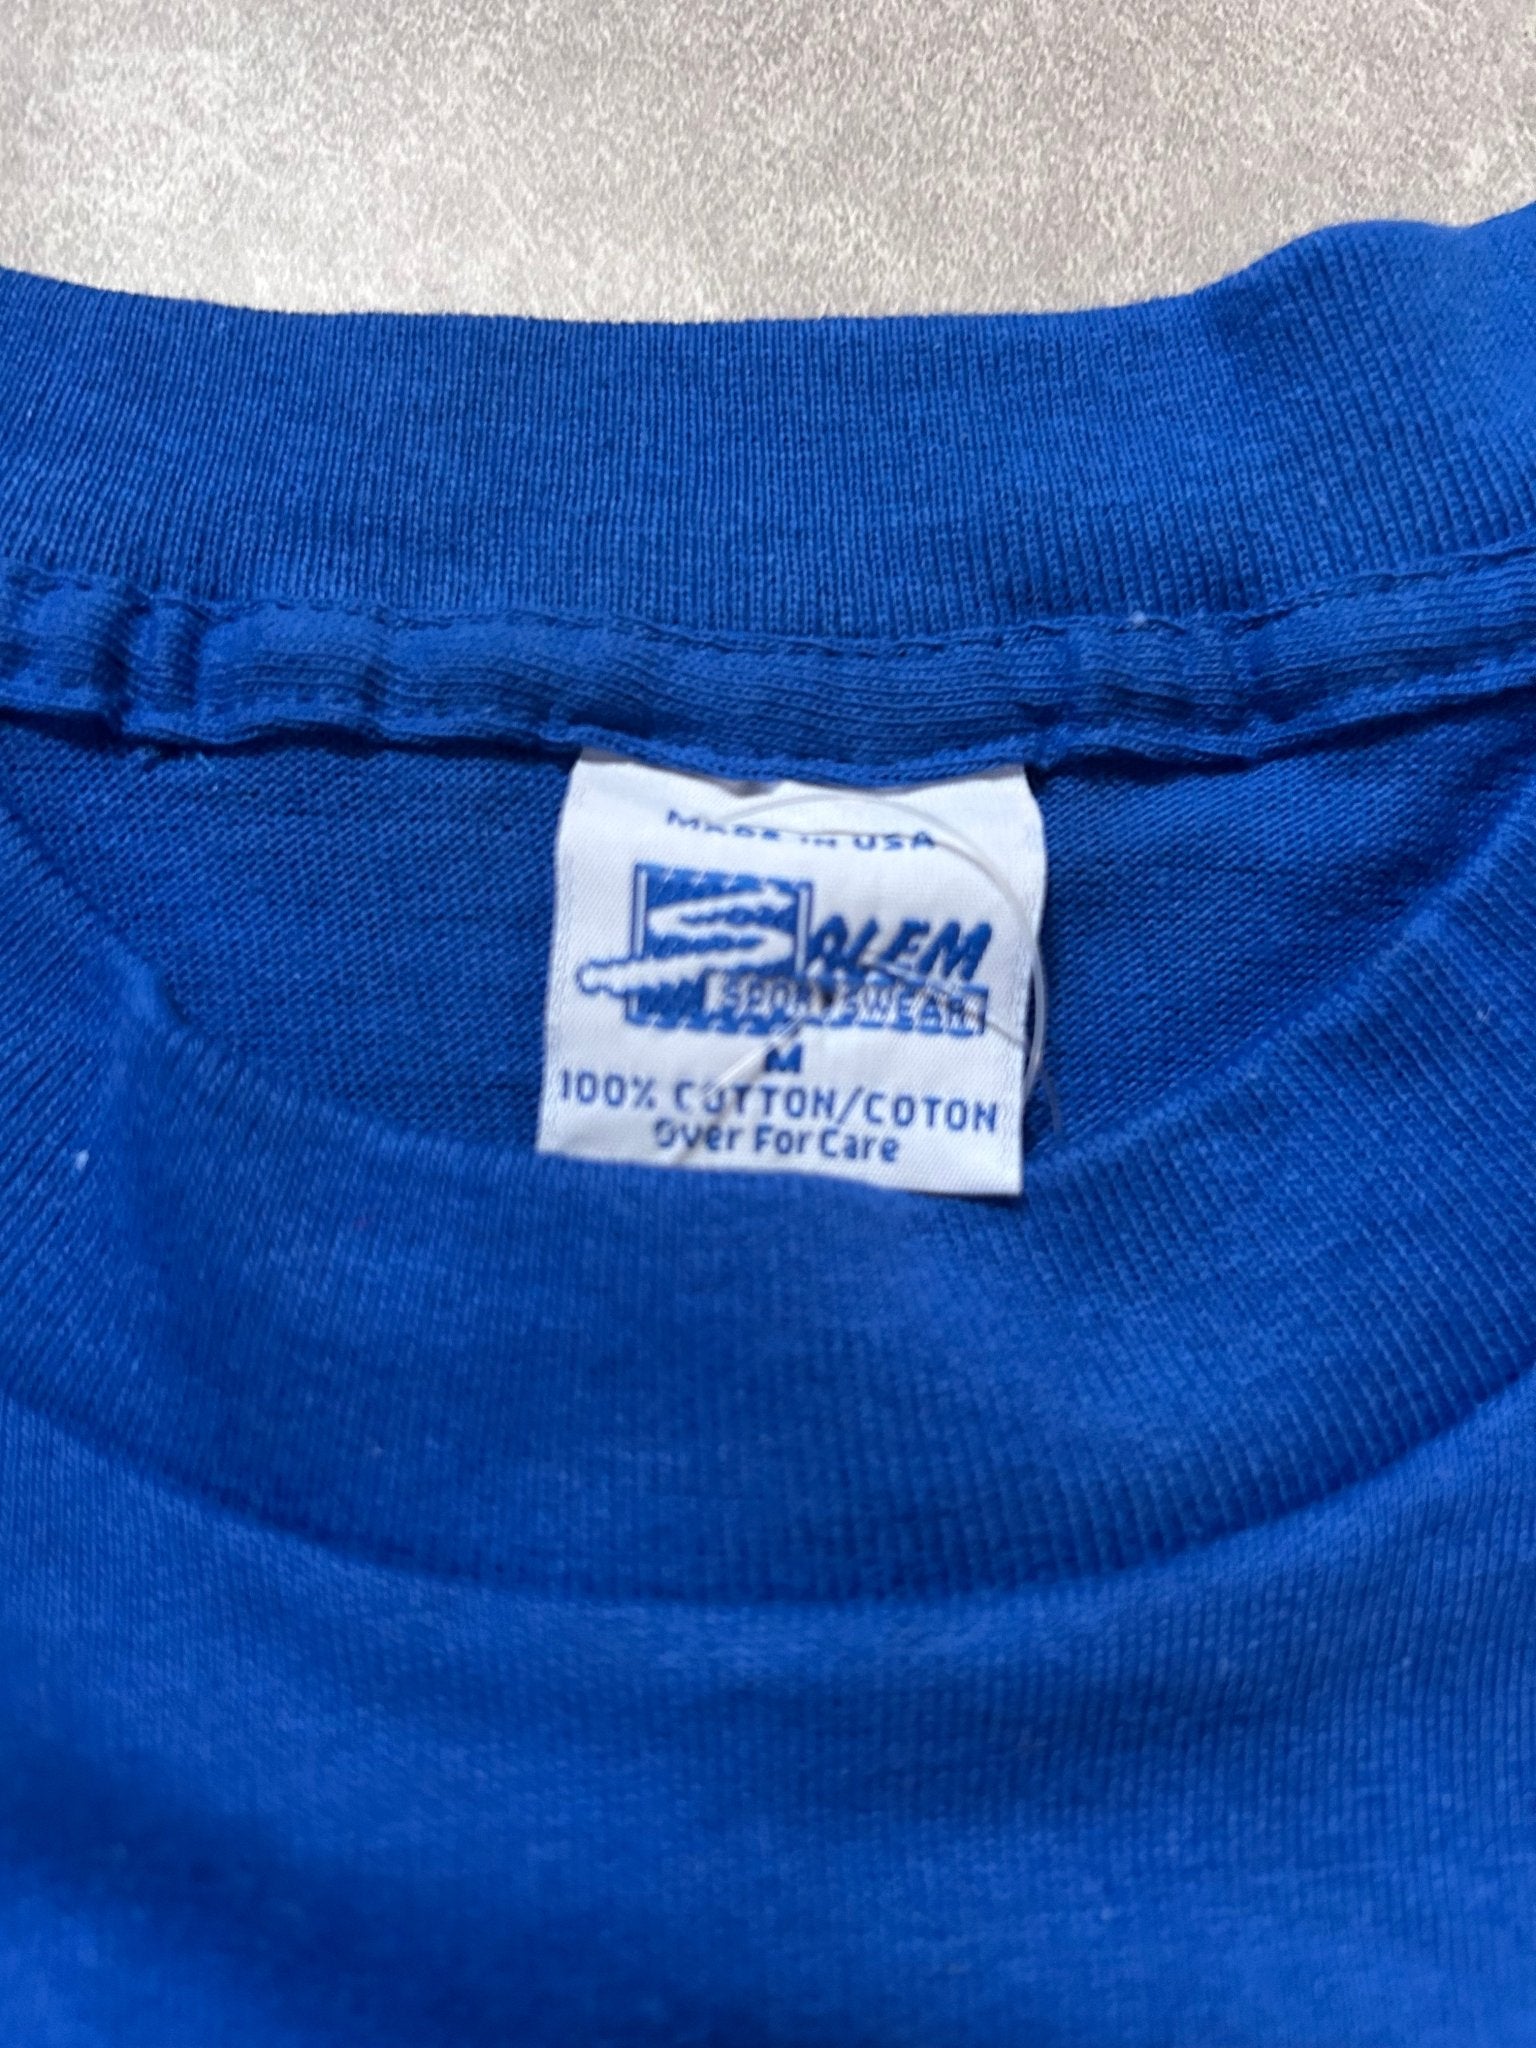 MADE IN USA
SALEM
SPORTSWEAR
M
100% COTTON/COTON
Over For Care